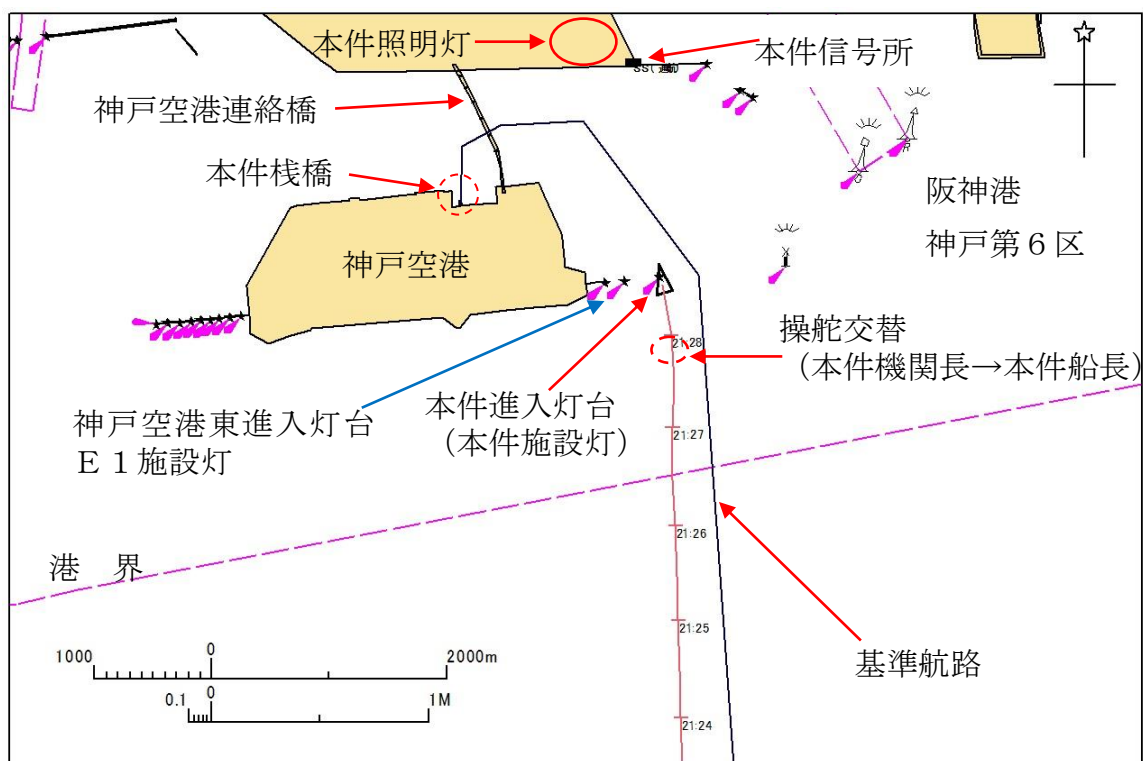 本件照明灯
本件信号所
神戸空港連絡橋
本件桟橋
阪神港
神戸第６区
神戸空港
操舵交替
（本件機関長→本件船長）
21:28
神戸空港東進入灯台
Ｅ１施設灯
本件進入灯台
（本件施設灯）
21:27
21:26
港　界
21:25
基準航路
1000 0 2000m
0.1 0 1M
21:24